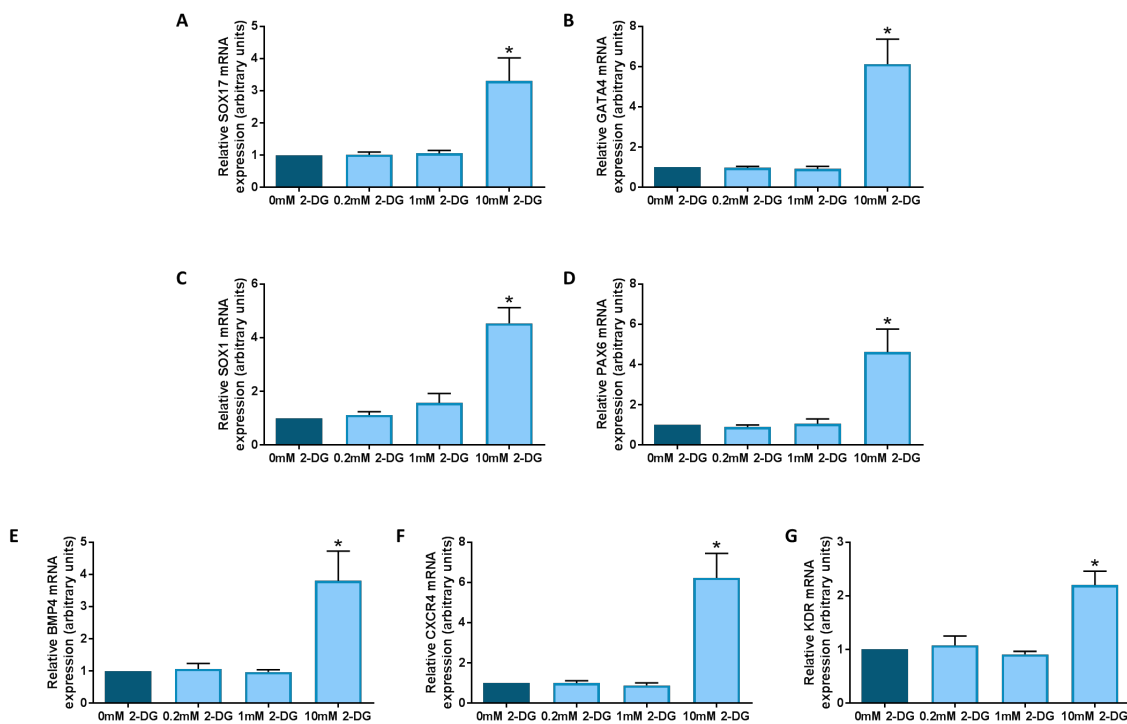 A
Relative SOX17 mRNA
expression (arbitrary units)
5
4
3
2
1
0
*
0mM 2-DG 0.2mM 2-DG 1mM 2-DG 10mM 2-DG
B
Relative GATA4 mRNA
expression (arbitrary units)
8
6
4
2
0
*
0mM 2-DG 0.2mM 2-DG 1mM 2-DG 10mM 2-DG
C
Relative SOX1 mRNA
expression (arbitrary units)
6
4
2
0
*
0mM 2-DG 0.2mM 2-DG 1mM 2-DG 10mM 2-DG
D
Relative PAX6 mRNA
expression (arbitrary units)
8
6
4
2
0
*
0mM 2-DG 0.2mM 2-DG 1mM 2-DG 10mM 2-DG
E
Relative BMP4 mRNA
expression (arbitrary units)
5
4
3
2
1
0
*
0mM 2-DG 0.2mM 2-DG 1mM 2-DG 10mM 2-DG
F
Relative CXCR4 mRNA
expression (arbitrary units)
8
6
4
2
0
*
0mM 2-DG 0.2mM 2-DG 1mM 2-DG 10mM 2-DG
G
Relative KDR mRNA
expression (arbitrary units)
3
2
1
0
*
0mM 2-DG 0.2mM 2-DG 1mM 2-DG 10mM 2-DG